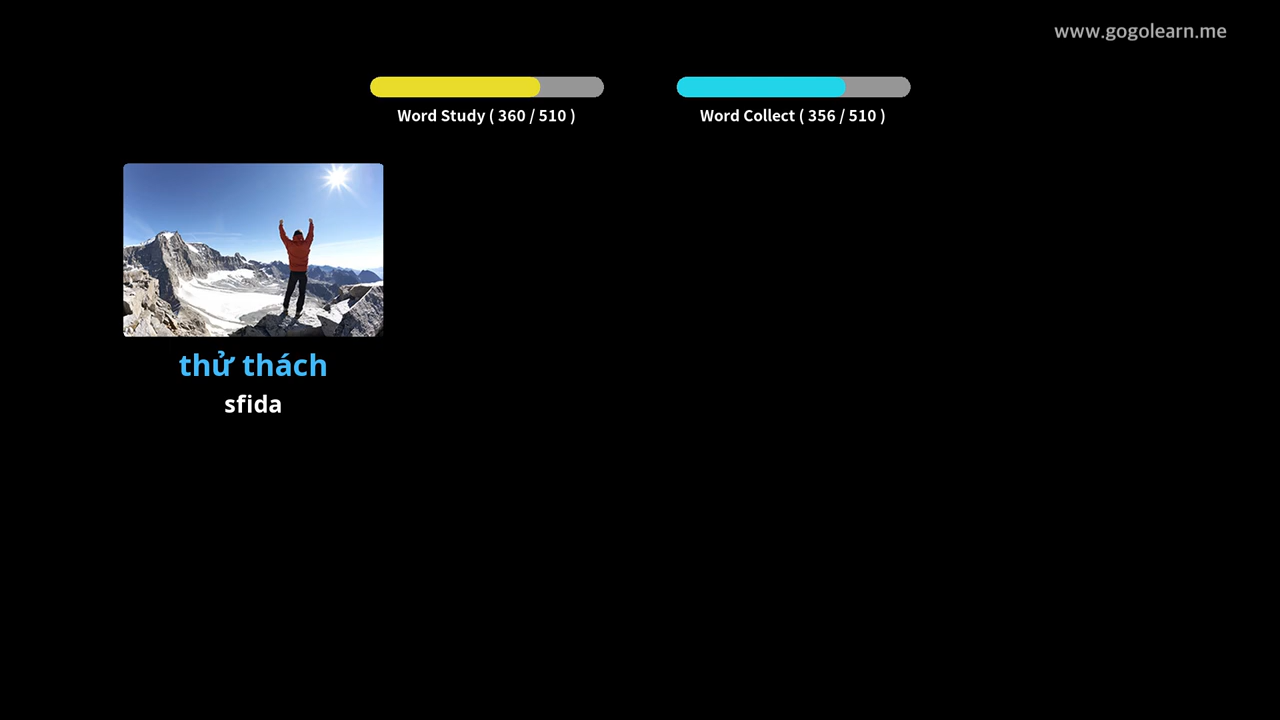 www.gogolearn.me
Word Study ( 360 / 510 )
Word Collect ( 356 / 510 )
thử thách
sfida